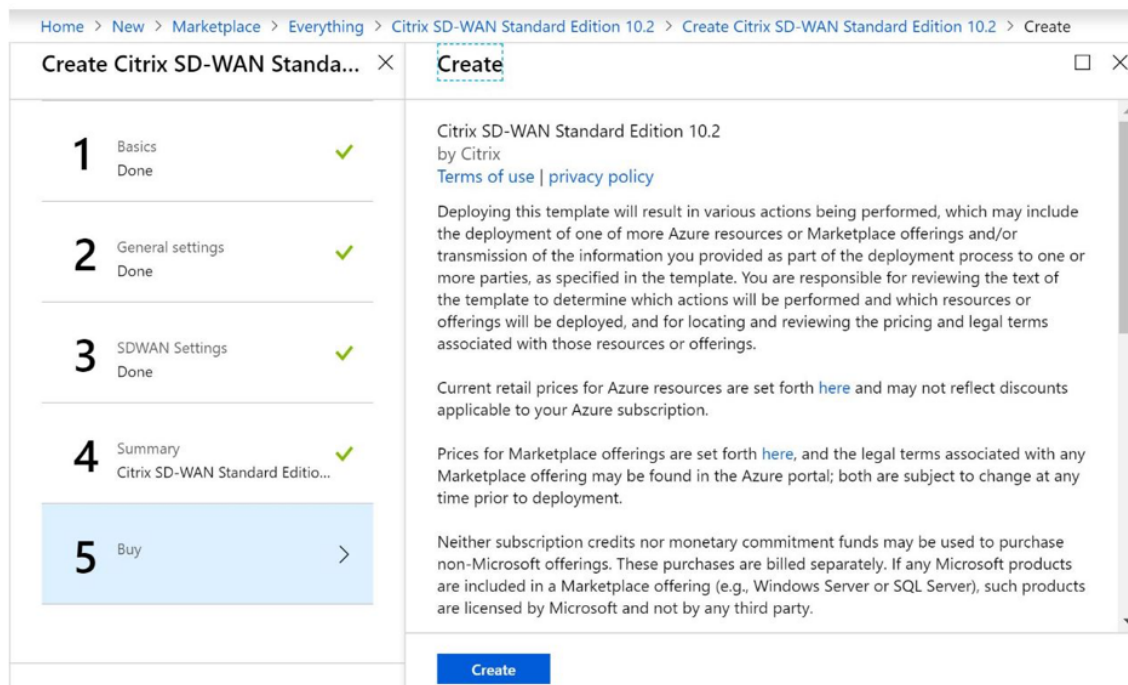 Home > New > Marketplace > Everything > Citrix SD-WAN Standard Edition 10.2 > Create Citrix SD-WAN Standard Edition 10.2 > Create
Create Citrix SD-WAN Standa...
1
Basics
Done
2
General settings
Done
3
SDWAN Settings
Done
4
Summary
Citrix SD-WAN Standard Editio...
5
Buy
Create
Citrix SD-WAN Standard Edition 10.2
by Citrix
Terms of use | privacy policy
Deploying this template will result in various actions being performed, which may include
the deployment of one of more Azure resources or Marketplace offerings and/or
transmission of the information you provided as part of the deployment process to one or
more parties, as specified in the template. You are responsible for reviewing the text of
the template to determine which actions will be performed and which resources or
offerings will be deployed, and for locating and reviewing the pricing and legal terms
associated with those resources or offerings.
Current retail prices for Azure resources are set forth here and may not reflect discounts
applicable to your Azure subscription.
Prices for Marketplace offerings are set forth here, and the legal terms associated with any
Marketplace offering may be found in the Azure portal; both are subject to change at any
time prior to deployment.
Neither subscription credits nor monetary commitment funds may be used to purchase
non-Microsoft offerings. These purchases are billed separately. If any Microsoft products
are included in a Marketplace offering (e.g., Windows Server or SQL Server), such products
are licensed by Microsoft and not by any third party.
Create